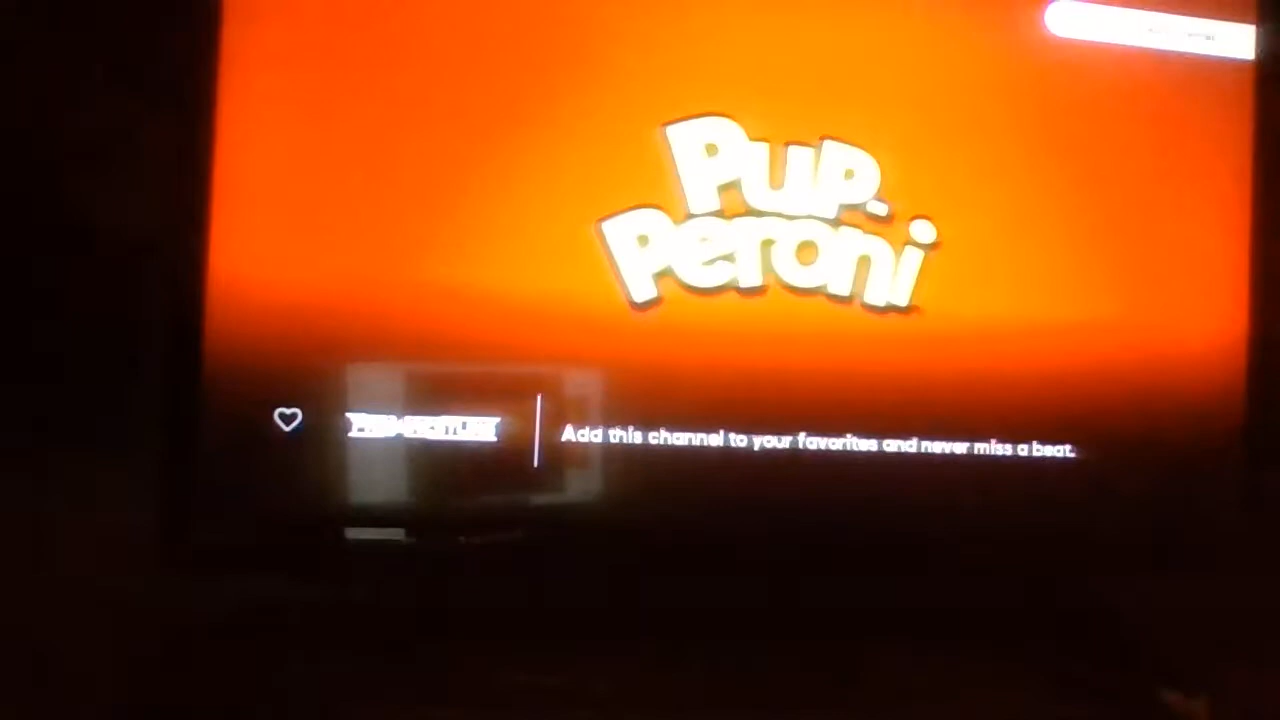 Pup-
Peroni
Add this channel to your favorites and never miss a beat.